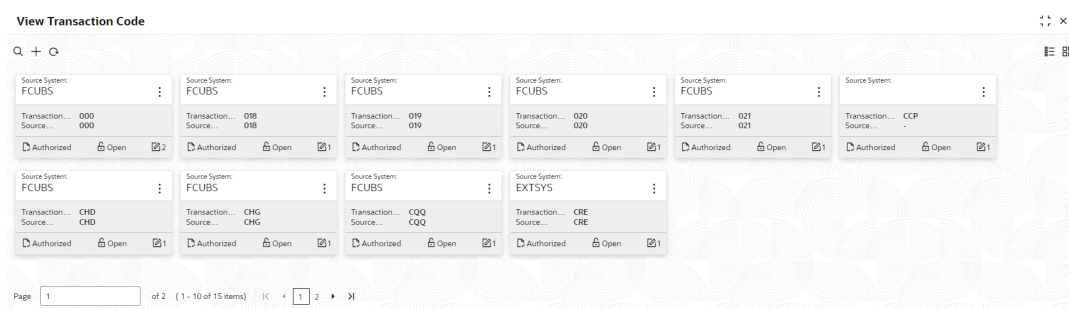 View Transaction Code
Source System: Source System: Source System: Source System: Source System: Source System:
FCUBS FCUBS FCUBS FCUBS FCUBS
Transaction... 000 Transaction... 018 Transaction... 019 Transaction... 020 Transaction... 021 Transaction... CCP
Source... 000 Source... 018 Source... 019 Source... 020 Source... 021 Source... -
Authorized Open 2 Authorized Open 1 Authorized Open 1 Authorized Open 1 Authorized Open 1 Authorized Open 1
Source System: Source System: Source System: Source System:
FCUBS FCUBS FCUBS EXTSYS
Transaction... CHD Transaction... CHG Transaction... CQQ Transaction... CRE
Source... CHD Source... CHG Source... CQQ Source... CRE
Authorized Open 1 Authorized Open 1 Authorized Open 1 Authorized Open 1
Page 1 of 2 ( 1 - 10 of 15 items) 1 2